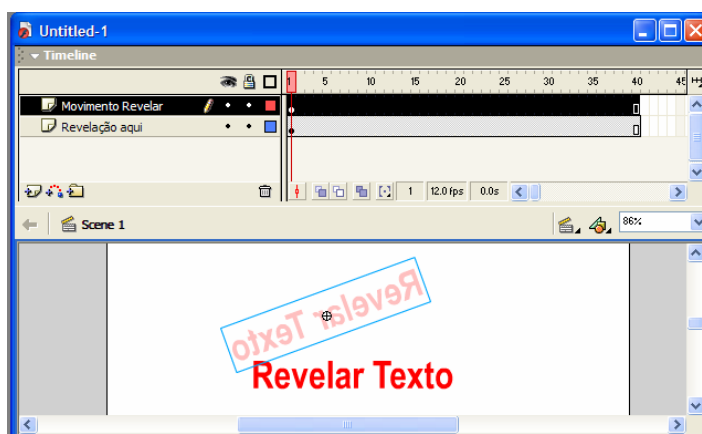 Untitled-1
Timeline
1 5 10 15 20 25 30 35 40 45
Movimento Revelar
Revelação aqui
1 12.0 fps 0.0s
Scene 1 86%
Revelar Texto
Revelar Texto